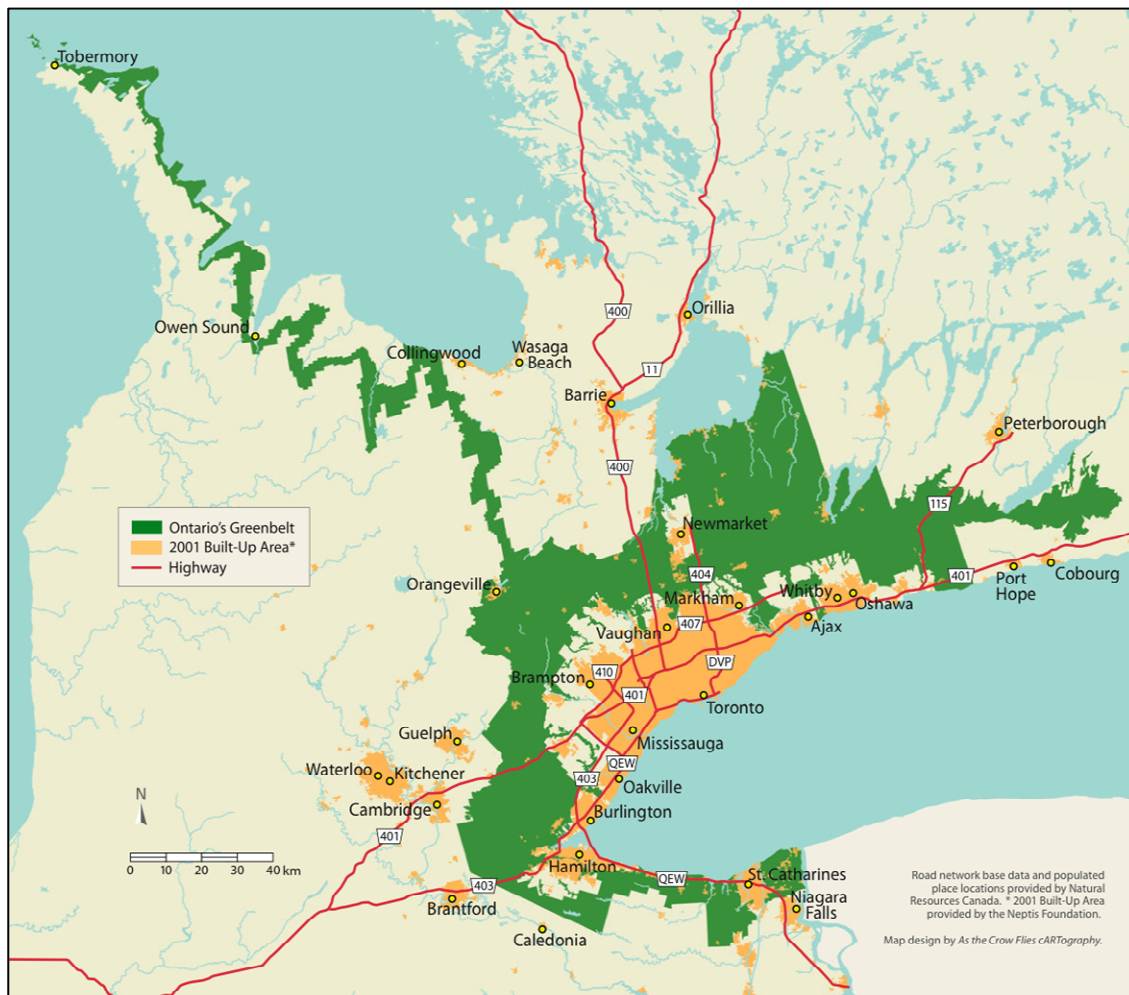 Tobermory
Owen Sound
Collingwood
Wasaga
Beach
400
Orillia
11
Barrie
Peterborough
400
115
Ontario's Greenbelt
2001 Built-Up Area*
Highway
Newmarket
Orangeville
404
401
Port
Hope
Cobourg
Markham
Whitby
Oshawa
Ajax
Vaughan
407
DVP
Brampton
410
401
Toronto
Guelph
Mississauga
QEW
Waterloo
Kitchener
403
Oakville
Cambridge
Burlington
N
401
0 10 20 30 40 km
Hamilton
403
QEW
St. Catharines
Brantford
Niagara
Falls
Caledonia
Road network base data and populated
place locations provided by Natural
Resources Canada. * 2001 Built-Up Area
provided by the Neptis Foundation.
Map design by As the Crow Flies cARTography.